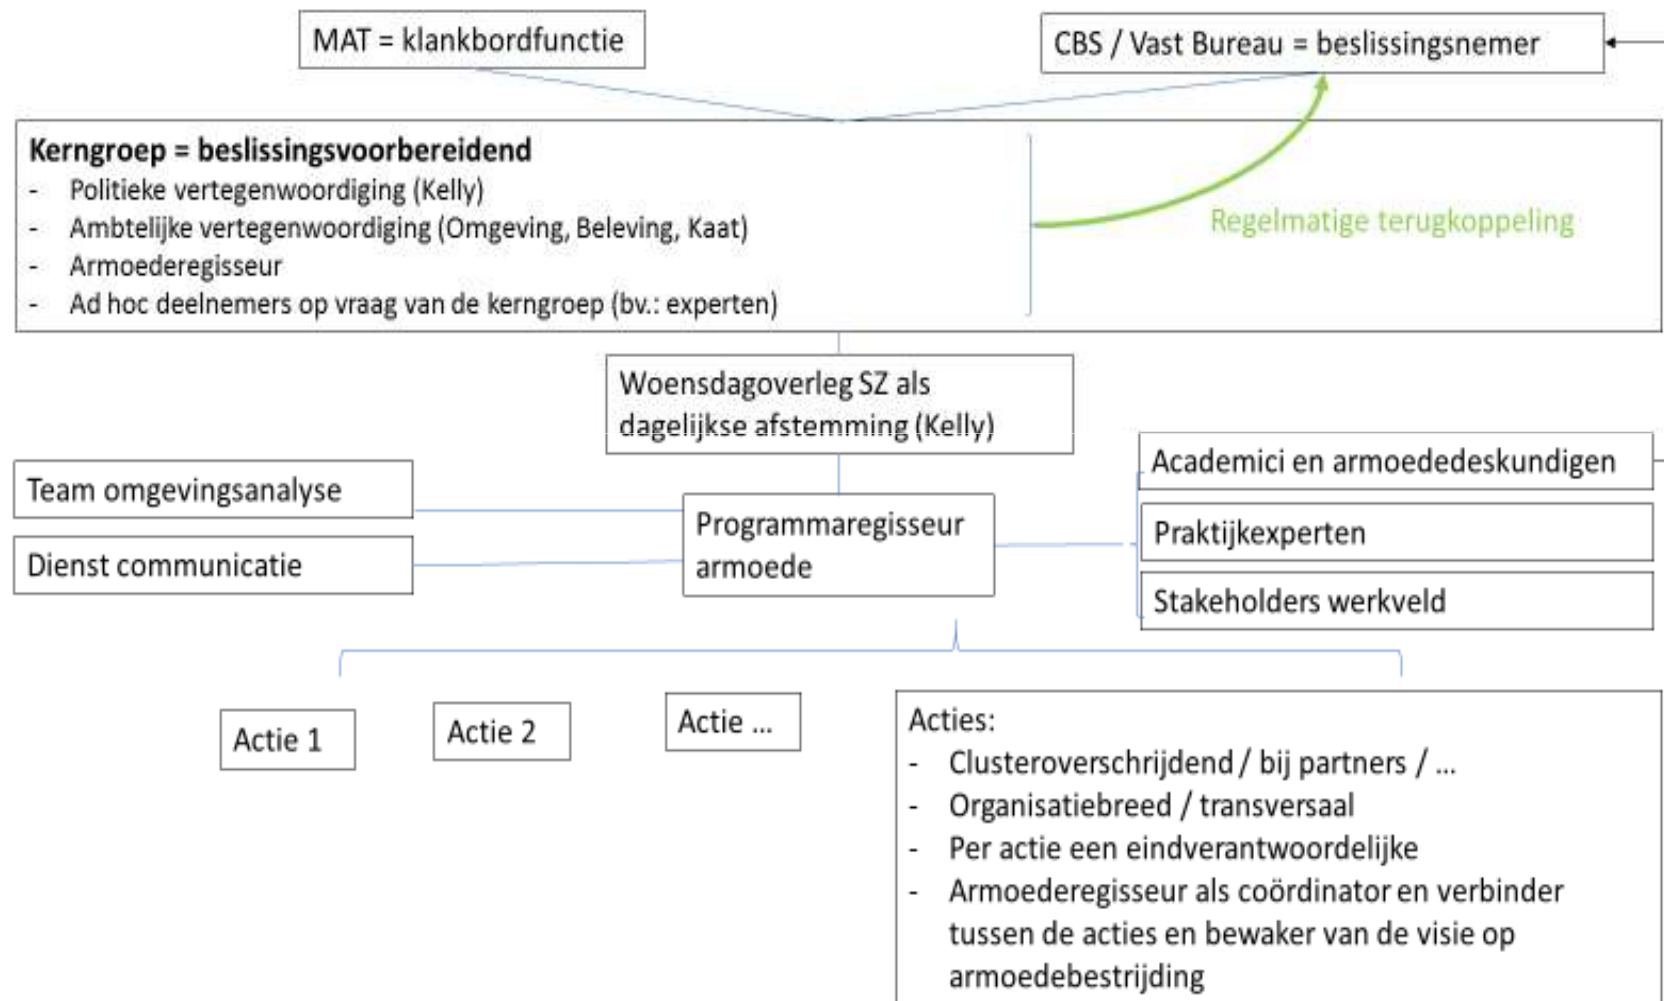 MAT = klankbordfunctie
CBS / Vast Bureau = beslissingsnemer
Kerngroep = beslissingsvoorbereidend
- Politieke vertegenwoordiging (Kelly)
- Ambtelijke vertegenwoordiging (Omgeving, Beleving, Kaat)
- Armoederegisseur
- Ad hoc deelnemers op vraag van de kerngroep (bv.: experten)
Regelmatige terugkoppeling
Woensdagoverleg SZ als
dagelijkse afstemming (Kelly)
Team omgevingsanalyse
Dienst communicatie
Programmaregisseur
armoede
Academici en armoededeskundigen
Praktijkexperten
Stakeholders werkveld
Actie 1
Actie 2
Actie ...
Acties:
- Clusteroverschrijdend / bij partners / ...
- Organisatiebreed / transversaal
- Per actie een eindverantwoordelijke
- Armoederegisseur als coördinator en verbinder
tussen de acties en bewaker van de visie op
armoedebestrijding